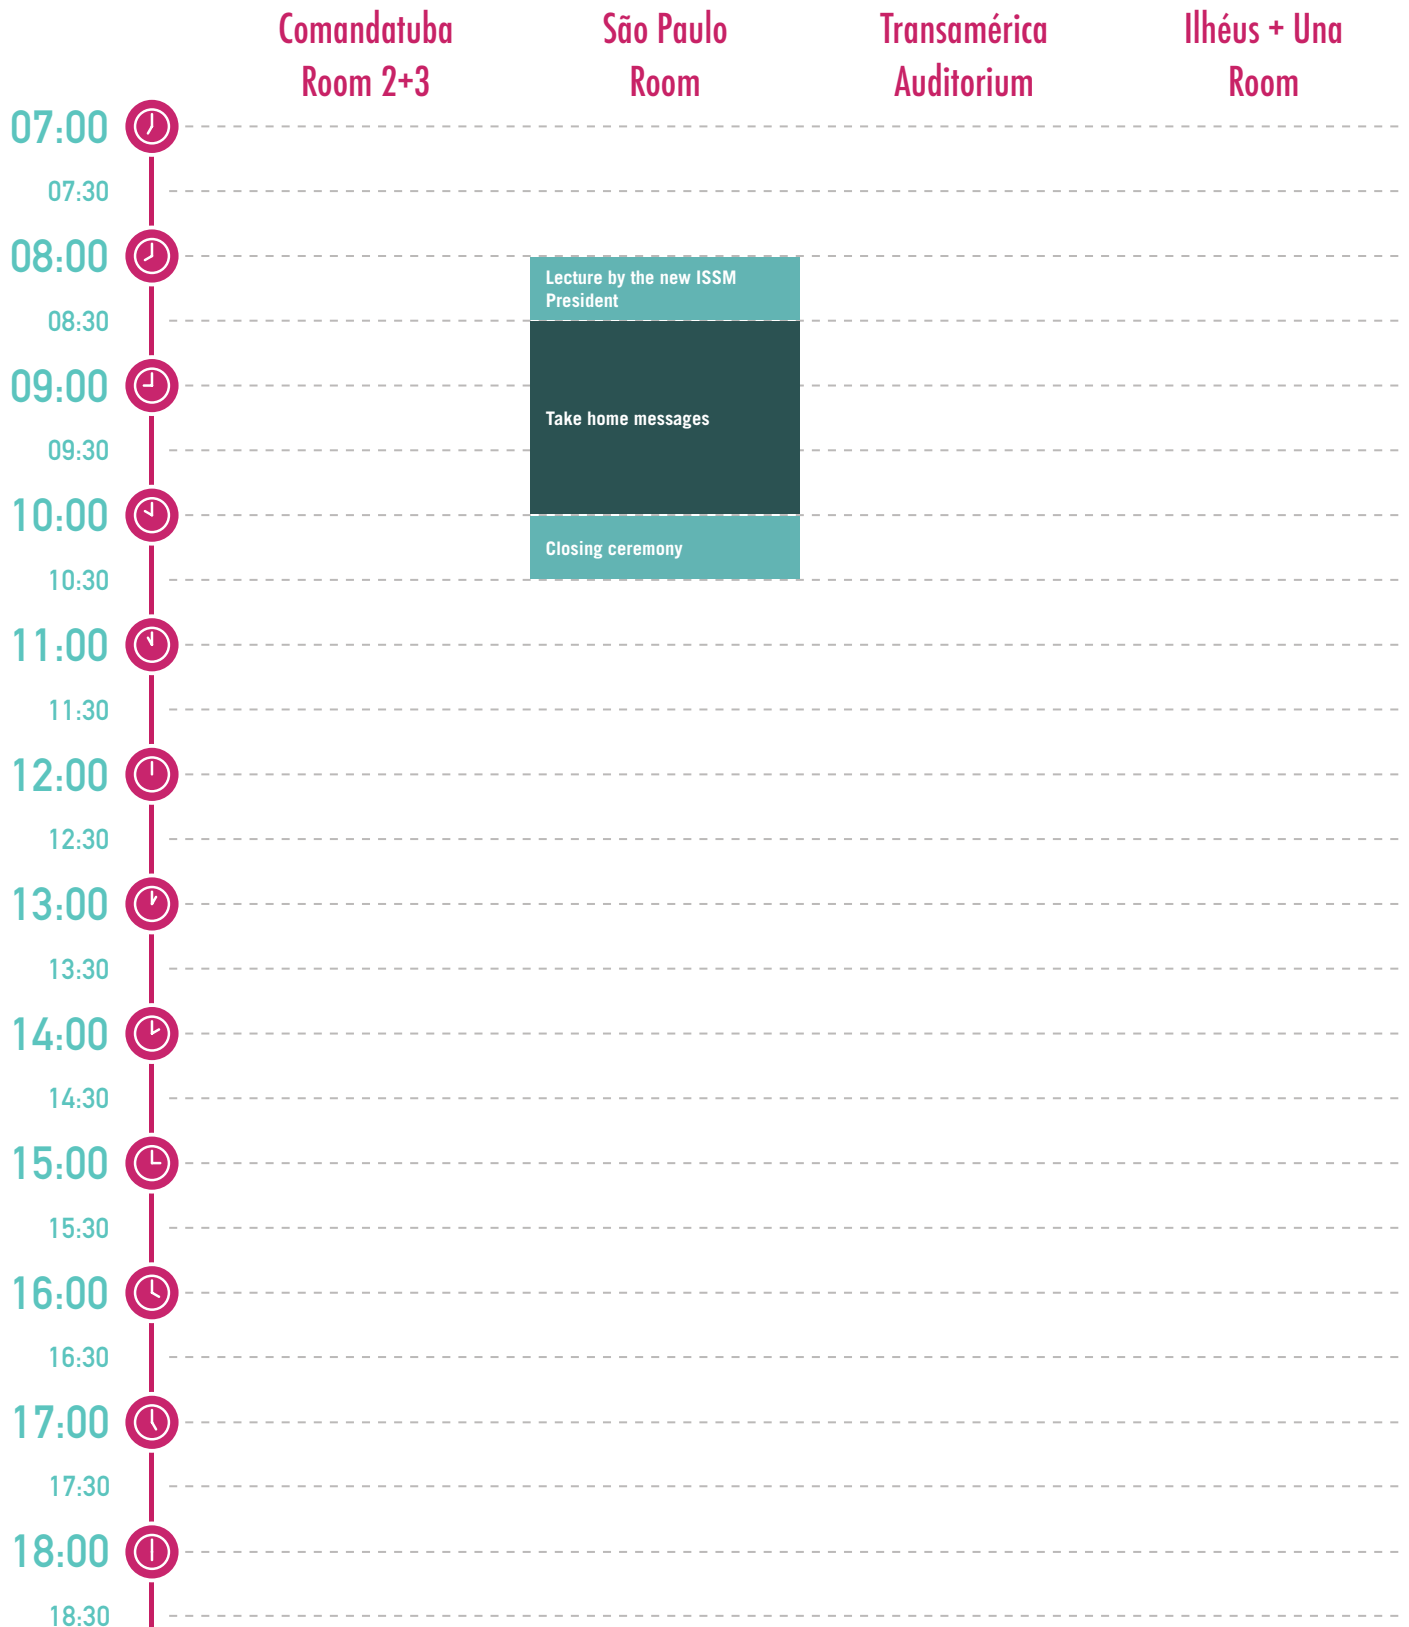 Comandatuba
Room 2+3
São Paulo
Room
Transamérica
Auditorium
Ilhéus + Una
Room
07:00
07:30
08:00
Lecture by the new ISSM
President
08:30
09:00
Take home messages
09:30
10:00
Closing ceremony
10:30
11:00
11:30
12:00
12:30
13:00
13:30
14:00
14:30
15:00
15:30
16:00
16:30
17:00
17:30
18:00
18:30